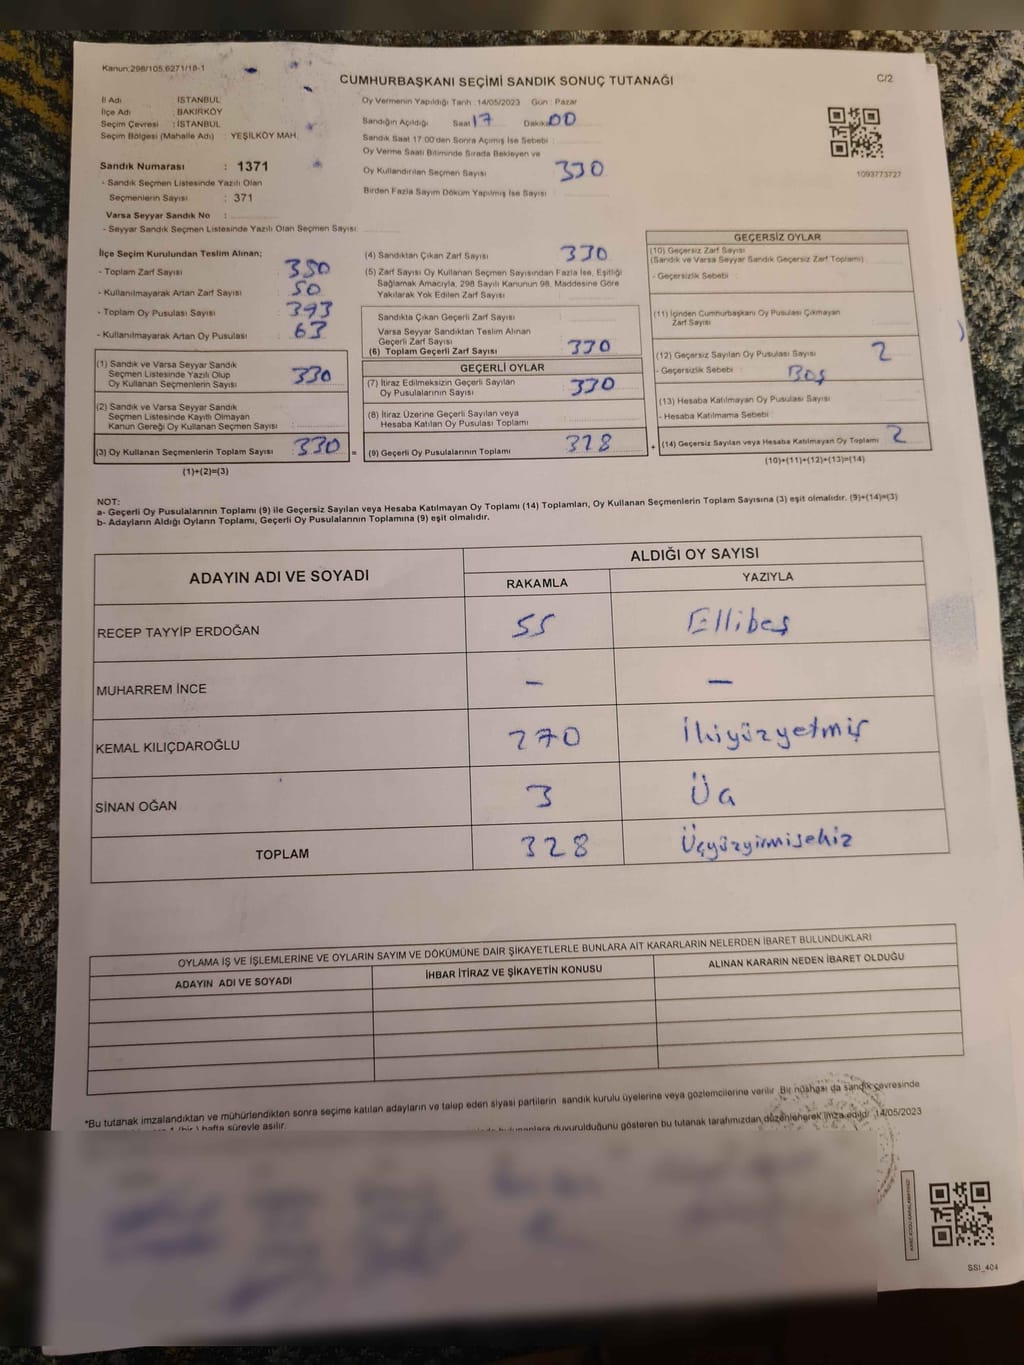 Kanun:298/105,6271/18-1
CUMHURBAŞKANI SEÇİMİ SANDIK SONUÇ TUTANAĞI
C/2
İl Adı : İSTANBUL
İlçe Adı : BAKIRKÖY
Seçim Çevresi : İSTANBUL
Seçim Bölgesi (Mahalle Adı) : YEŞİLKÖY MAH.
Sandık Numarası : 1371
- Sandık Seçmen Listesinde Yazılı Olan
Seçmenlerin Sayısı : 371
Varsa Seyyar Sandık No :
- Seyyar Sandık Seçmen Listesinde Yazılı Olan Seçmen Sayısı:
Oy Vermenin Yapıldığı Tarih :14/05/2023 Gün : Pazar
Sandığın Açıldığı Saat 17 Dakika 00
Sandık Saat 17:00'den Sonra Açılmış İse Sebebi :
Oy Verme Saati Bitiminde Sırada Bekleyen ve
Oy Kullandırılan Seçmen Sayısı 330
Birden Fazla Sayım Döküm Yapılmış İse Sayısı
1093773727
İlçe Seçim Kurulundan Teslim Alınan;
- Toplam Zarf Sayısı : 350
- Kullanılmayarak Artan Zarf Sayısı : 50
- Toplam Oy Pusulası Sayısı : 393
- Kullanılmayarak Artan Oy Pusulası : 63
(1) Sandık ve Varsa Seyyar Sandık
Seçmen Listesinde Yazılı Olup
Oy Kullanan Seçmenlerin Sayısı : 330
(2) Sandık ve Varsa Seyyar Sandık
Seçmen Listesinde Kayıtlı Olmayan
Kanun Gereği Oy Kullanan Seçmen Sayısı :
(3) Oy Kullanan Seçmenlerin Toplam Sayısı : 330 =
(1)+(2)=(3)
(4) Sandıktan Çıkan Zarf Sayısı 330
(5) Zarf Sayısı Oy Kullanan Seçmen Sayısından Fazla İse, Eşitliği
Sağlamak Amacıyla, 298 Sayılı Kanunun 98. Maddesine Göre
Yakılarak Yok Edilen Zarf Sayısı
Sandıkta Çıkan Geçerli Zarf Sayısı
Varsa Seyyar Sandıktan Teslim Alınan
Geçerli Zarf Sayısı
(6) Toplam Geçerli Zarf Sayısı 330
GEÇERLİ OYLAR
(7) İtiraz Edilmeksizin Geçerli Sayılan
Oy Pusulalarının Sayısı 330
(8) İtiraz Üzerine Geçerli Sayılan veya
Hesaba Katılan Oy Pusulası Toplamı
(9) Geçerli Oy Pusulalarının Toplamı 328 +
GEÇERSİZ OYLAR
(10) Geçersiz Zarf Sayısı
(Sandık ve Varsa Seyyar Sandık Geçersiz Zarf Toplamı)
- Geçersizlik Sebebi :
(11) İçinden Cumhurbaşkanı Oy Pusulası Çıkmayan
Zarf Sayısı
(12) Geçersiz Sayılan Oy Pusulası Sayısı 2
- Geçersizlik Sebebi : Boş
(13) Hesaba Katılmayan Oy Pusulası Sayısı
- Hesaba Katılmama Sebebi :
(14) Geçersiz Sayılan veya Hesaba Katılmayan Oy Toplamı 2
(10)+(11)+(12)+(13)=(14)
NOT:
a- Geçerli Oy Pusulalarının Toplamı (9) ile Geçersiz Sayılan veya Hesaba Katılmayan Oy Toplamı (14) Toplamları, Oy Kullanan Seçmenlerin Toplam Sayısına (3) eşit olmalıdır. (9)+(14)=(3)
b- Adayların Aldığı Oyların Toplamı, Geçerli Oy Pusulalarının Toplamına (9) eşit olmalıdır.
ADAYIN ADI VE SOYADI
ALDIĞI OY SAYISI
RAKAMLA YAZIYLA
RECEP TAYYİP ERDOĞAN 55 Ellibeş
MUHARREM İNCE - -
KEMAL KILIÇDAROĞLU 270 İkiyüzyetmiş
SİNAN OĞAN 3 Üç
TOPLAM 328 Üçyüzyirmisekiz
OYLAMA İŞ VE İŞLEMLERİNE VE OYLARIN SAYIM VE DÖKÜMÜNE DAİR ŞİKAYETLERLE BUNLARA AİT KARARLARIN NELERDEN İBARET BULUNDUKLARI
ADAYIN ADI VE SOYADI İHBAR İTİRAZ VE ŞİKAYETİN KONUSU ALINAN KARARIN NEDEN İBARET OLDUĞU
*Bu tutanak imzalandıktan ve mühürlendikten sonra seçime katılan adayların ve talep eden siyasi partilerin sandık kurulu üyelerine veya gözlemcilerine verilir. Bir nüshası da sandık çevresinde
1 (bir) hafta süreyle asılır.
duyurulduğunu gösteren bu tutanak tarafımızdan düzenlenerek imza edildi. 14/05/2023
SSİ_404